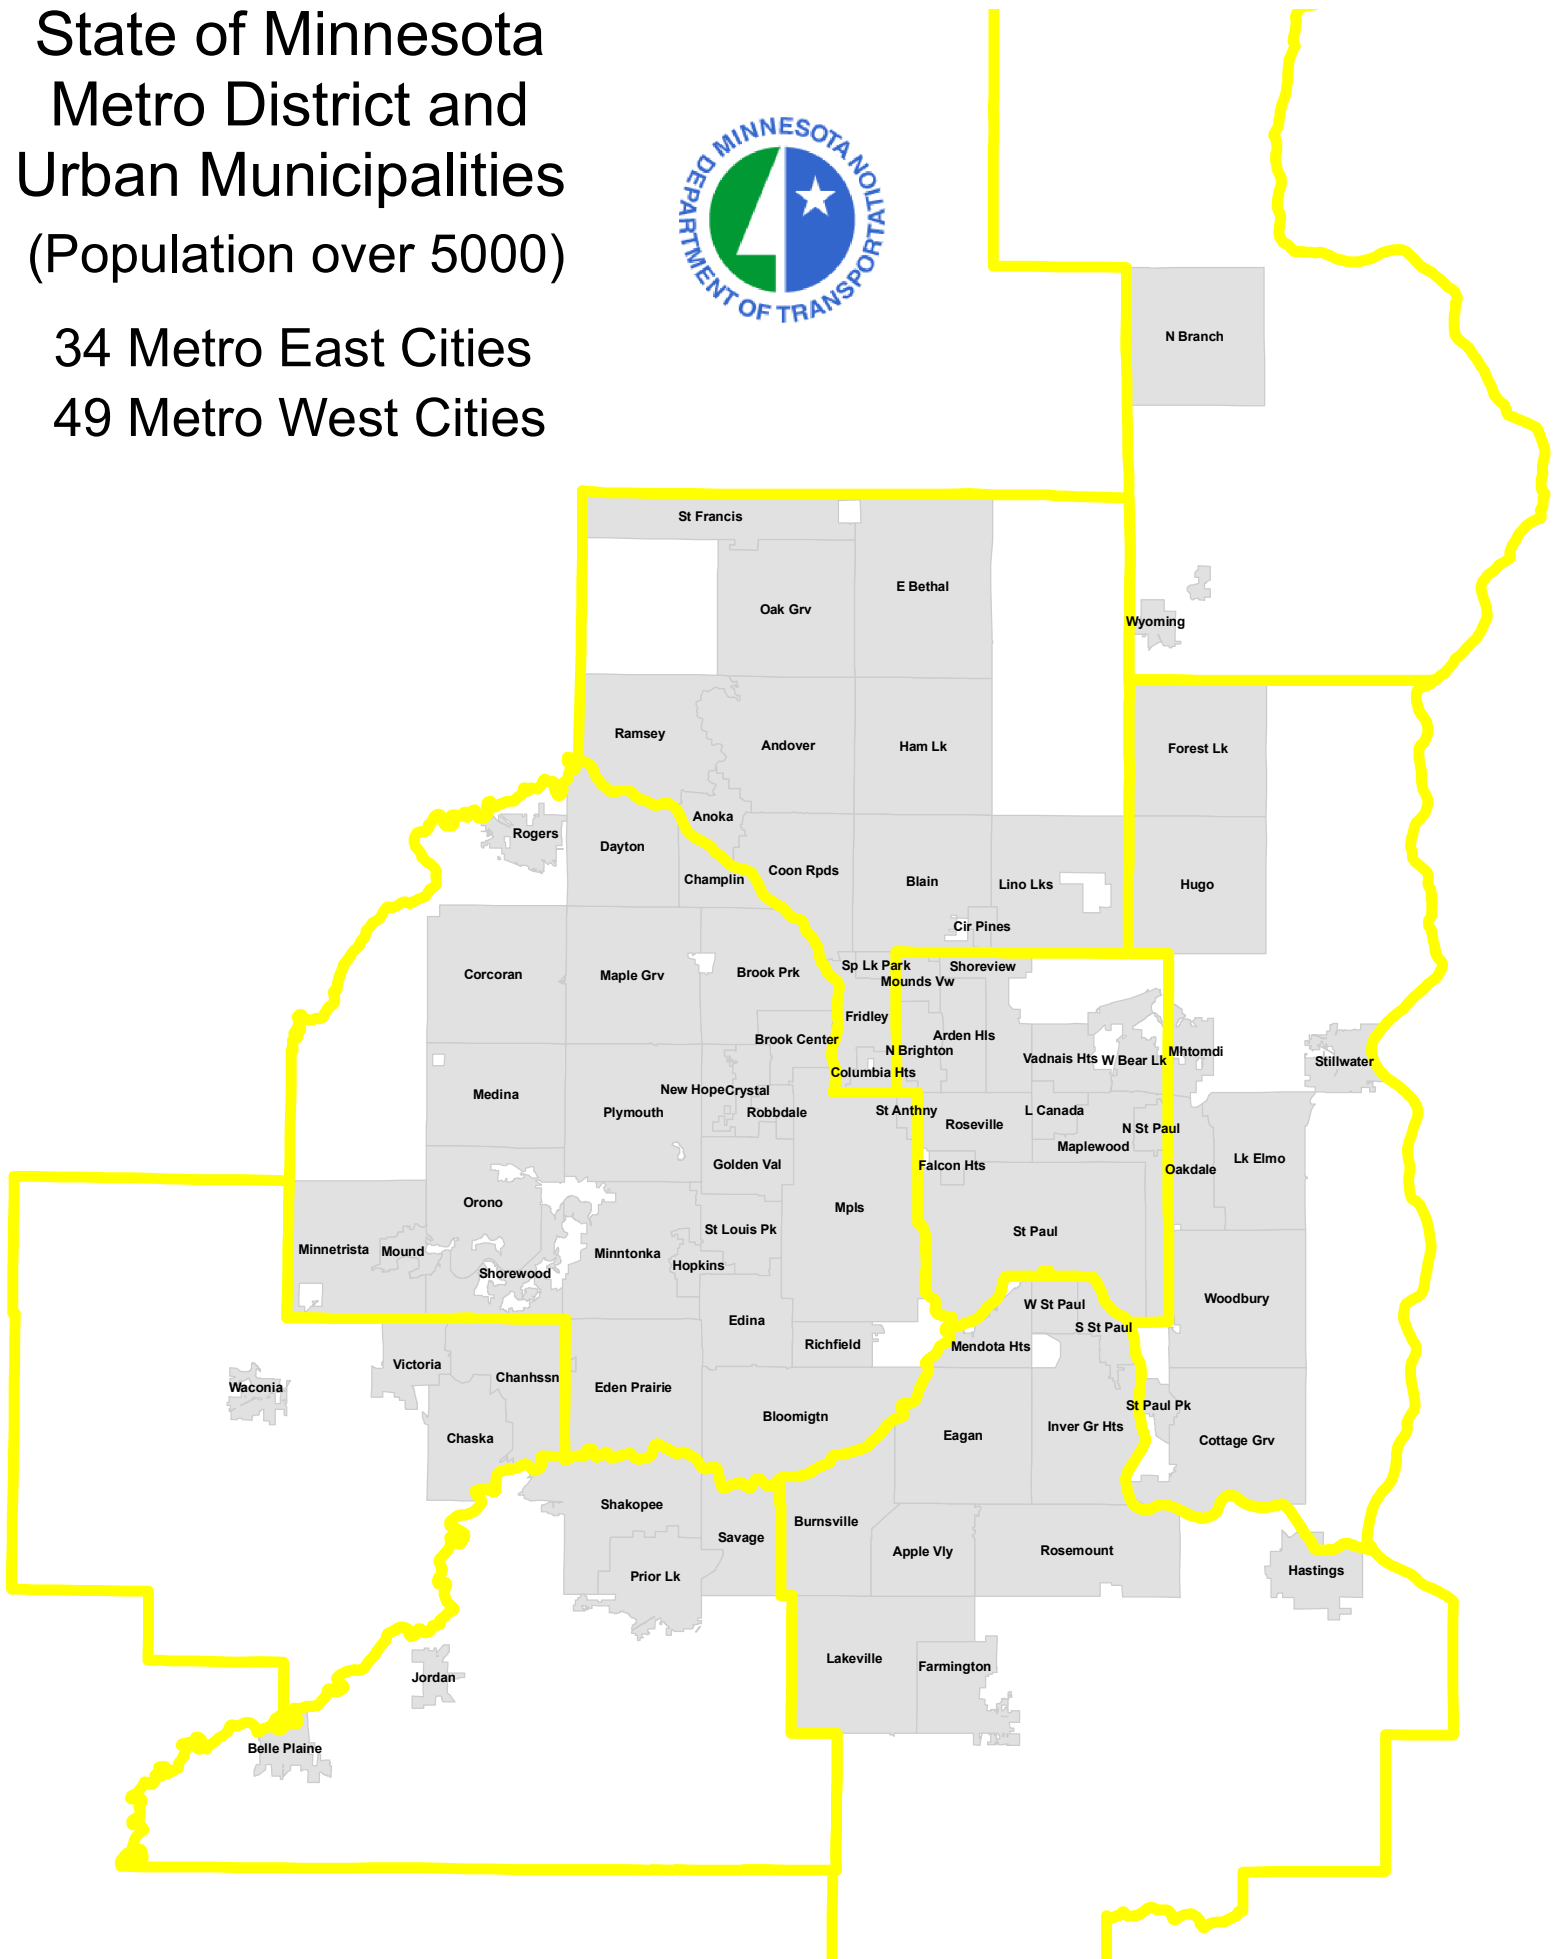 State of Minnesota
Metro District and
Urban Municipalities
(Population over 5000)
34 Metro East Cities
49 Metro West Cities
MINNESOTA
DEPARTMENT OF TRANSPORTATION
N Branch
St Francis
E Bethal
Oak Grv
Wyoming
Ramsey
Andover
Ham Lk
Forest Lk
Anoka
Rogers
Dayton
Coon Rpds
Champlin
Blain
Lino Lks
Hugo
Cir Pines
Sp Lk Park
Shoreview
Corcoran
Maple Grv
Brook Prk
Mounds Vw
Fridley
Arden Hls
Brook Center
N Brighton
Vadnais Hts
W Bear Lk
Mhtomdi
Stillwater
Columbia Hts
Medina
New Hope
Crystal
Plymouth
Robbdale
St Anthny
Roseville
L Canada
N St Paul
Maplewood
Golden Val
Falcon Hts
Oakdale
Lk Elmo
Orono
Mpls
St Louis Pk
St Paul
Minnetrista
Mound
Minntonka
Hopkins
Shorewood
Woodbury
W St Paul
Edina
S St Paul
Richfield
Mendota Hts
Victoria
Chanhssn
Waconia
Eden Prairie
St Paul Pk
Bloomigtn
Inver Gr Hts
Chaska
Eagan
Cottage Grv
Shakopee
Burnsville
Savage
Apple Vly
Rosemount
Prior Lk
Hastings
Lakeville
Farmington
Jordan
Belle Plaine